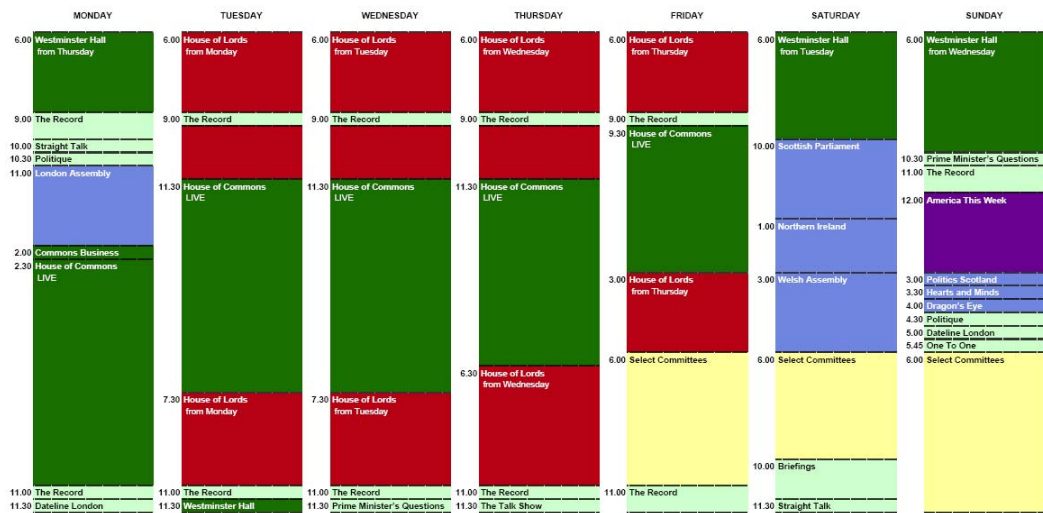 MONDAY
6.00 Westminster Hall
from Thursday
9.00 The Record
10.00 Straight Talk
10.30 Politique
11.00 London Assembly
2.00 Commons Business
2.30 House of Commons
LIVE
11.00 The Record
11.30 Dateline London
TUESDAY
6.00 House of Lords
from Monday
9.00 The Record
11.30 House of Commons
LIVE
7.30 House of Lords
from Monday
11.00 The Record
11.30 Westminster Hall
WEDNESDAY
6.00 House of Lords
from Tuesday
9.00 The Record
11.30 House of Commons
LIVE
7.30 House of Lords
from Tuesday
11.00 The Record
11.30 Prime Minister's Questions
THURSDAY
6.00 House of Lords
from Wednesday
9.00 The Record
11.30 House of Commons
LIVE
6.30 House of Lords
from Wednesday
11.00 The Record
11.30 The Talk Show
FRIDAY
6.00 House of Lords
from Thursday
9.00 The Record
9.30 House of Commons
LIVE
3.00 House of Lords
from Thursday
6.00 Select Committees
11.00 The Record
SATURDAY
6.00 Westminster Hall
from Tuesday
10.00 Scottish Parliament
1.00 Northern Ireland
3.00 Welsh Assembly
6.00 Select Committees
10.00 Briefings
11.30 Straight Talk
SUNDAY
6.00 Westminster Hall
from Wednesday
10.30 Prime Minister's Questions
11.00 The Record
12.00 America This Week
3.00 Politics Scotland
3.30 Hearts and Minds
4.00 Dragon's Eye
4.30 Politique
5.00 Dateline London
5.45 One To One
6.00 Select Committees